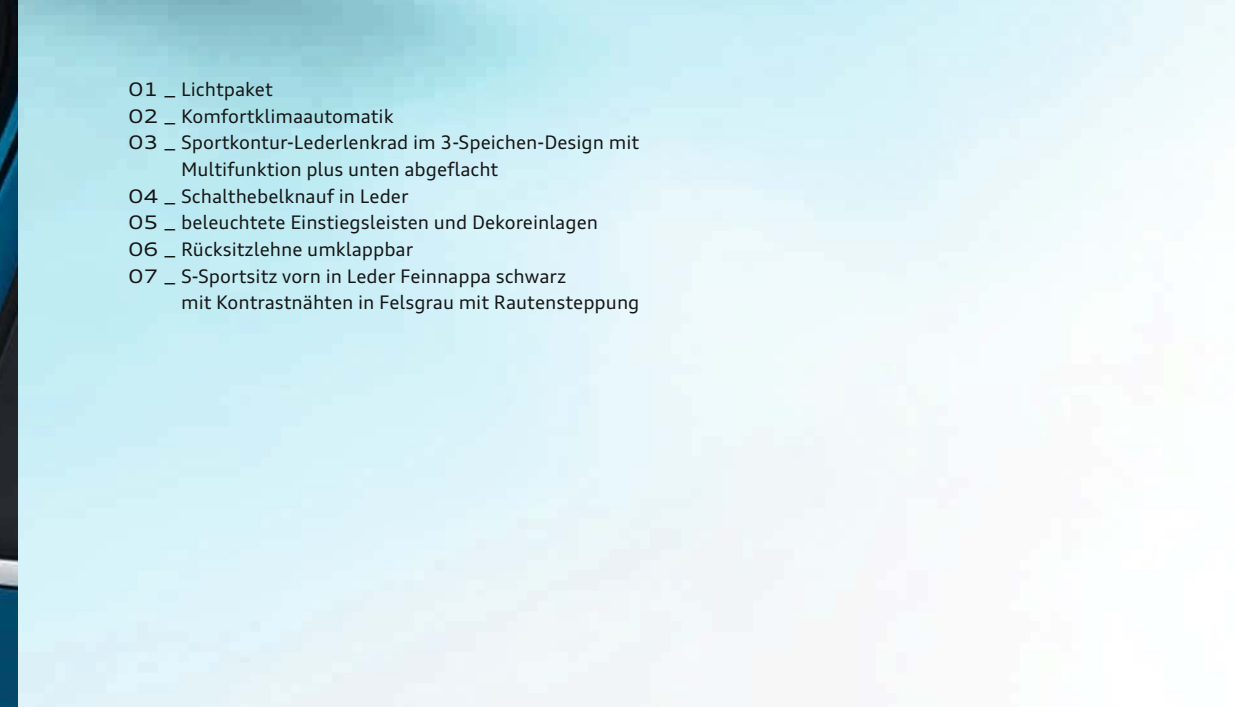 01 _ Lichtpaket
02 _ Komfortklimaautomatik
03 _ Sportkontur-Lederlenkrad im 3-Speichen-Design mit
Multifunktion plus unten abgeflacht
04 _ Schalthebelknauf in Leder
05 _ beleuchtete Einstiegsleisten und Dekoreinlagen
06 _ Rücksitzlehne umklappbar
07 _ S-Sportsitz vorn in Leder Feinnappa schwarz
mit Kontrastnähten in Felsgrau mit Rautensteppung